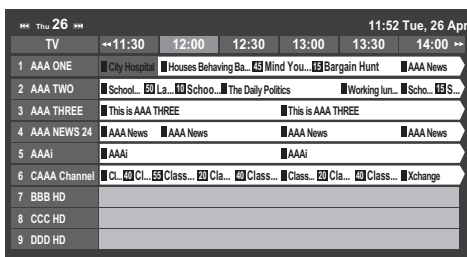 ⏮ Thu 26 ⏭ 11:52 Tue, 26 Apr
TV ◂◂11:30 12:00 12:30 13:00 13:30 14:00 ▸▸
1 AAA ONE City Hospital Houses Behaving Ba... 45 Mind You... 15 Bargain Hunt AAA News
2 AAA TWO School... 50 La... 10 Schoo... The Daily Politics Working lun... Scho... 15 S...
3 AAA THREE This is AAA THREE This is AAA THREE
4 AAA NEWS 24 AAA News AAA News AAA News AAA News
5 AAAi AAAi AAAi
6 CAAA Channel Cl... 40 Cl... 55 Class... 20 Cla... 40 Class... Class... 20 Cla... 40 Class... Xchange
7 BBB HD
8 CCC HD
9 DDD HD